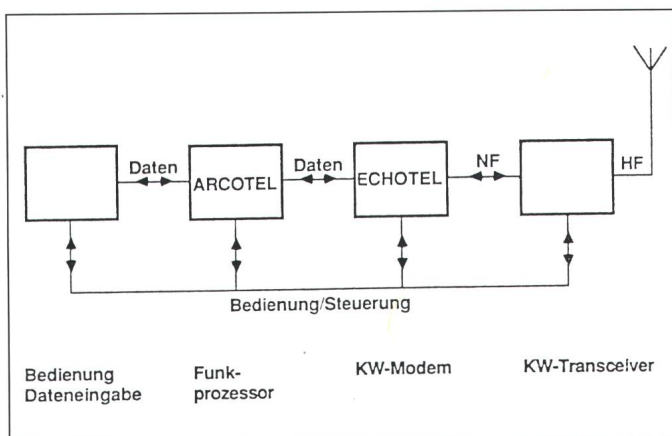 Daten
Daten
NF
HF
ARCOTEL
ECHOTEL
Bedienung/Steuerung
Bedienung
Dateneingabe
Funk-
prozessor
KW-Modem
KW-Transceiver